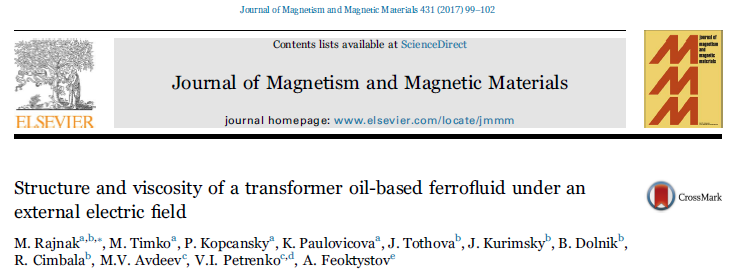 Journal of Magnetism and Magnetic Materials 431 (2017) 99–102
Contents lists available at ScienceDirect
Journal of Magnetism and Magnetic Materials
journal homepage: www.elsevier.com/locate/jmmm
ELSEVIER
journal of
magnetism
and
magnetic
materials
Structure and viscosity of a transformer oil-based ferrofluid under an
external electric field
CrossMark
M. Rajnak a,b,⁎, M. Timko a, P. Kopcansky a, K. Paulovicova a, J. Tothova b, J. Kurimsky b, B. Dolnik b,
R. Cimbala b, M.V. Avdeev c, V.I. Petrenko c,d, A. Feoktystov e